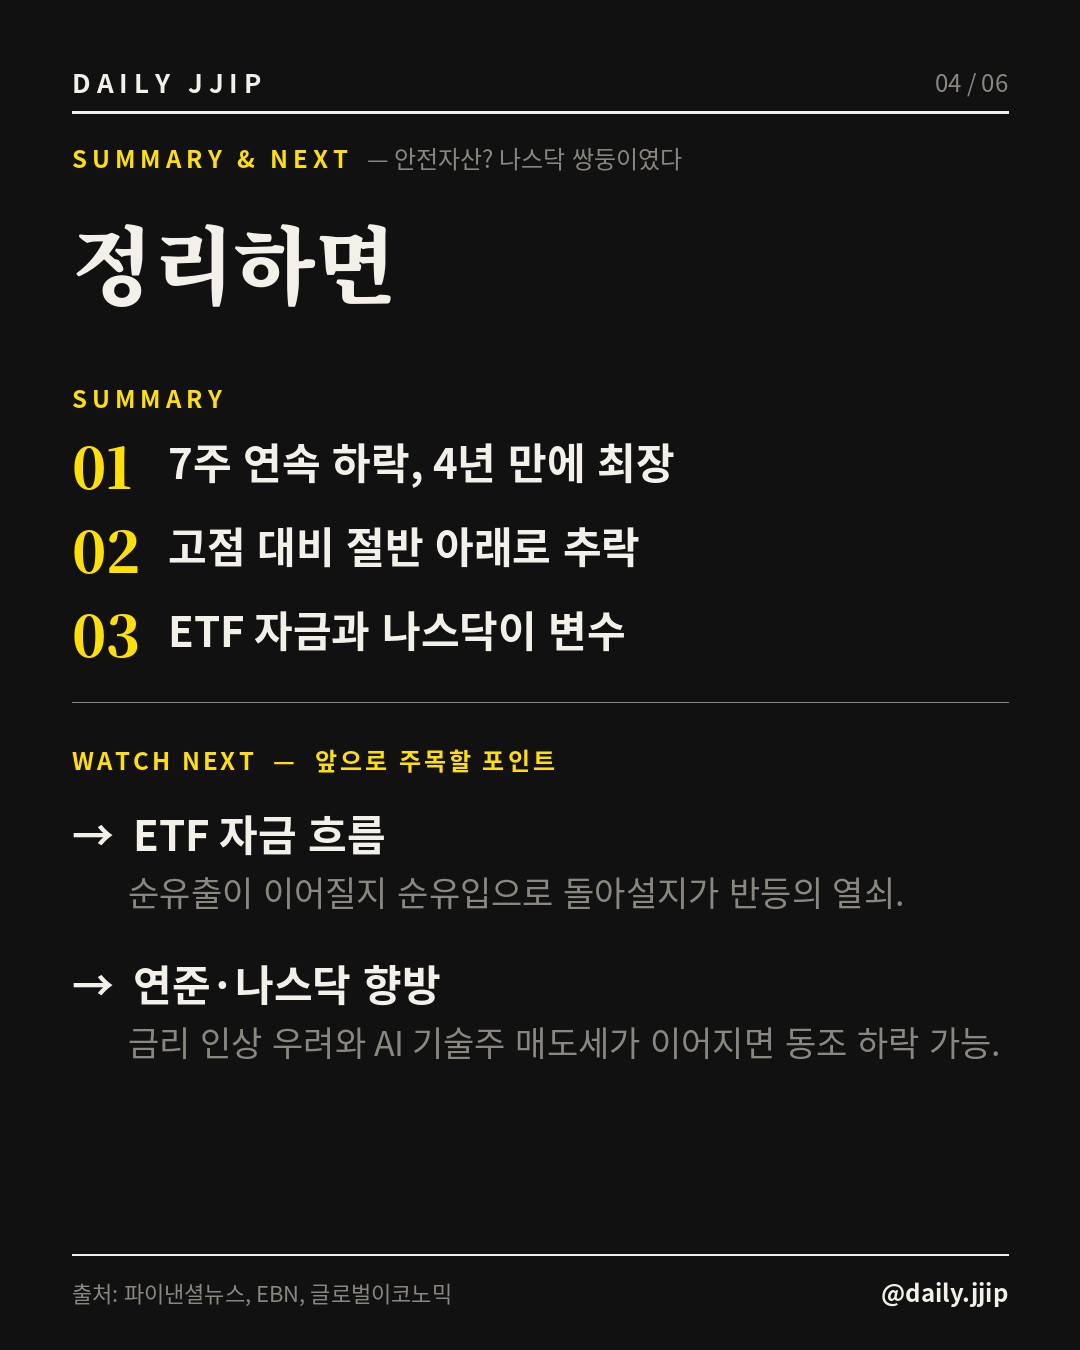 DAILY JJIP 04 / 06
SUMMARY & NEXT — 안전자산? 나스닥 쌍둥이였다
정리하면
SUMMARY
01 7주 연속 하락, 4년 만에 최장
02 고점 대비 절반 아래로 추락
03 ETF 자금과 나스닥이 변수
WATCH NEXT — 앞으로 주목할 포인트
→ ETF 자금 흐름
순유출이 이어질지 순유입으로 돌아설지가 반등의 열쇠.
→ 연준·나스닥 향방
금리 인상 우려와 AI 기술주 매도세가 이어지면 동조 하락 가능.
출처: 파이낸셜뉴스, EBN, 글로벌이코노믹 @daily.jjip